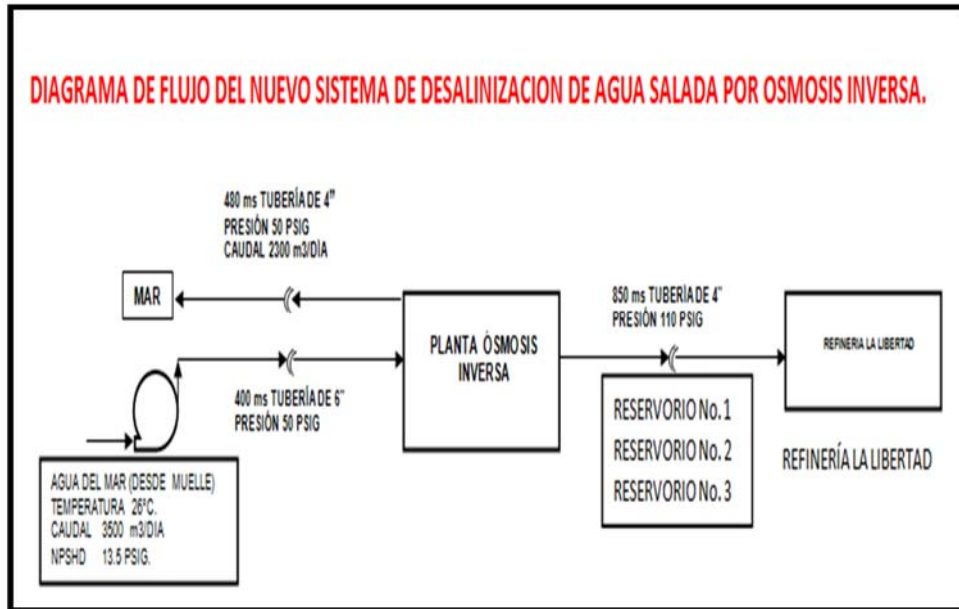 DIAGRAMA DE FLUJO DEL NUEVO SISTEMA DE DESALINIZACION DE AGUA SALADA POR OSMOSIS INVERSA.
480 ms TUBERÍA DE 4"
PRESIÓN 50 PSIG
CAUDAL 2300 m3/DÌA
MAR
400 ms TUBERÍA DE 6"
PRESIÓN 50 PSIG
AGUA DEL MAR (DESDE MUELLE)
TEMPERATURA 26°C.
CAUDAL 3500 m3/DIA
NPSHD 13.5 PSIG.
PLANTA ÒSMOSIS
INVERSA
850 ms TUBERÍA DE 4"
PRESIÓN 110 PSIG
RESERVORIO No. 1
RESERVORIO No. 2
RESERVORIO No. 3
REFINERIA LA LIBERTAD
REFINERÍA LA LIBERTAD